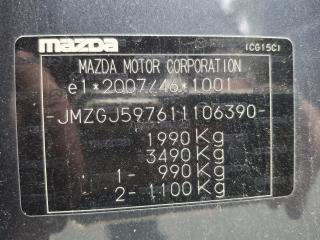 mazda
ICG15CI
MAZDA MOTOR CORPORATION
e1*2007/46*1001
-JMZGJ597611106390-
1990 Kg
3490 Kg
1- 990 Kg
2- 1100 Kg